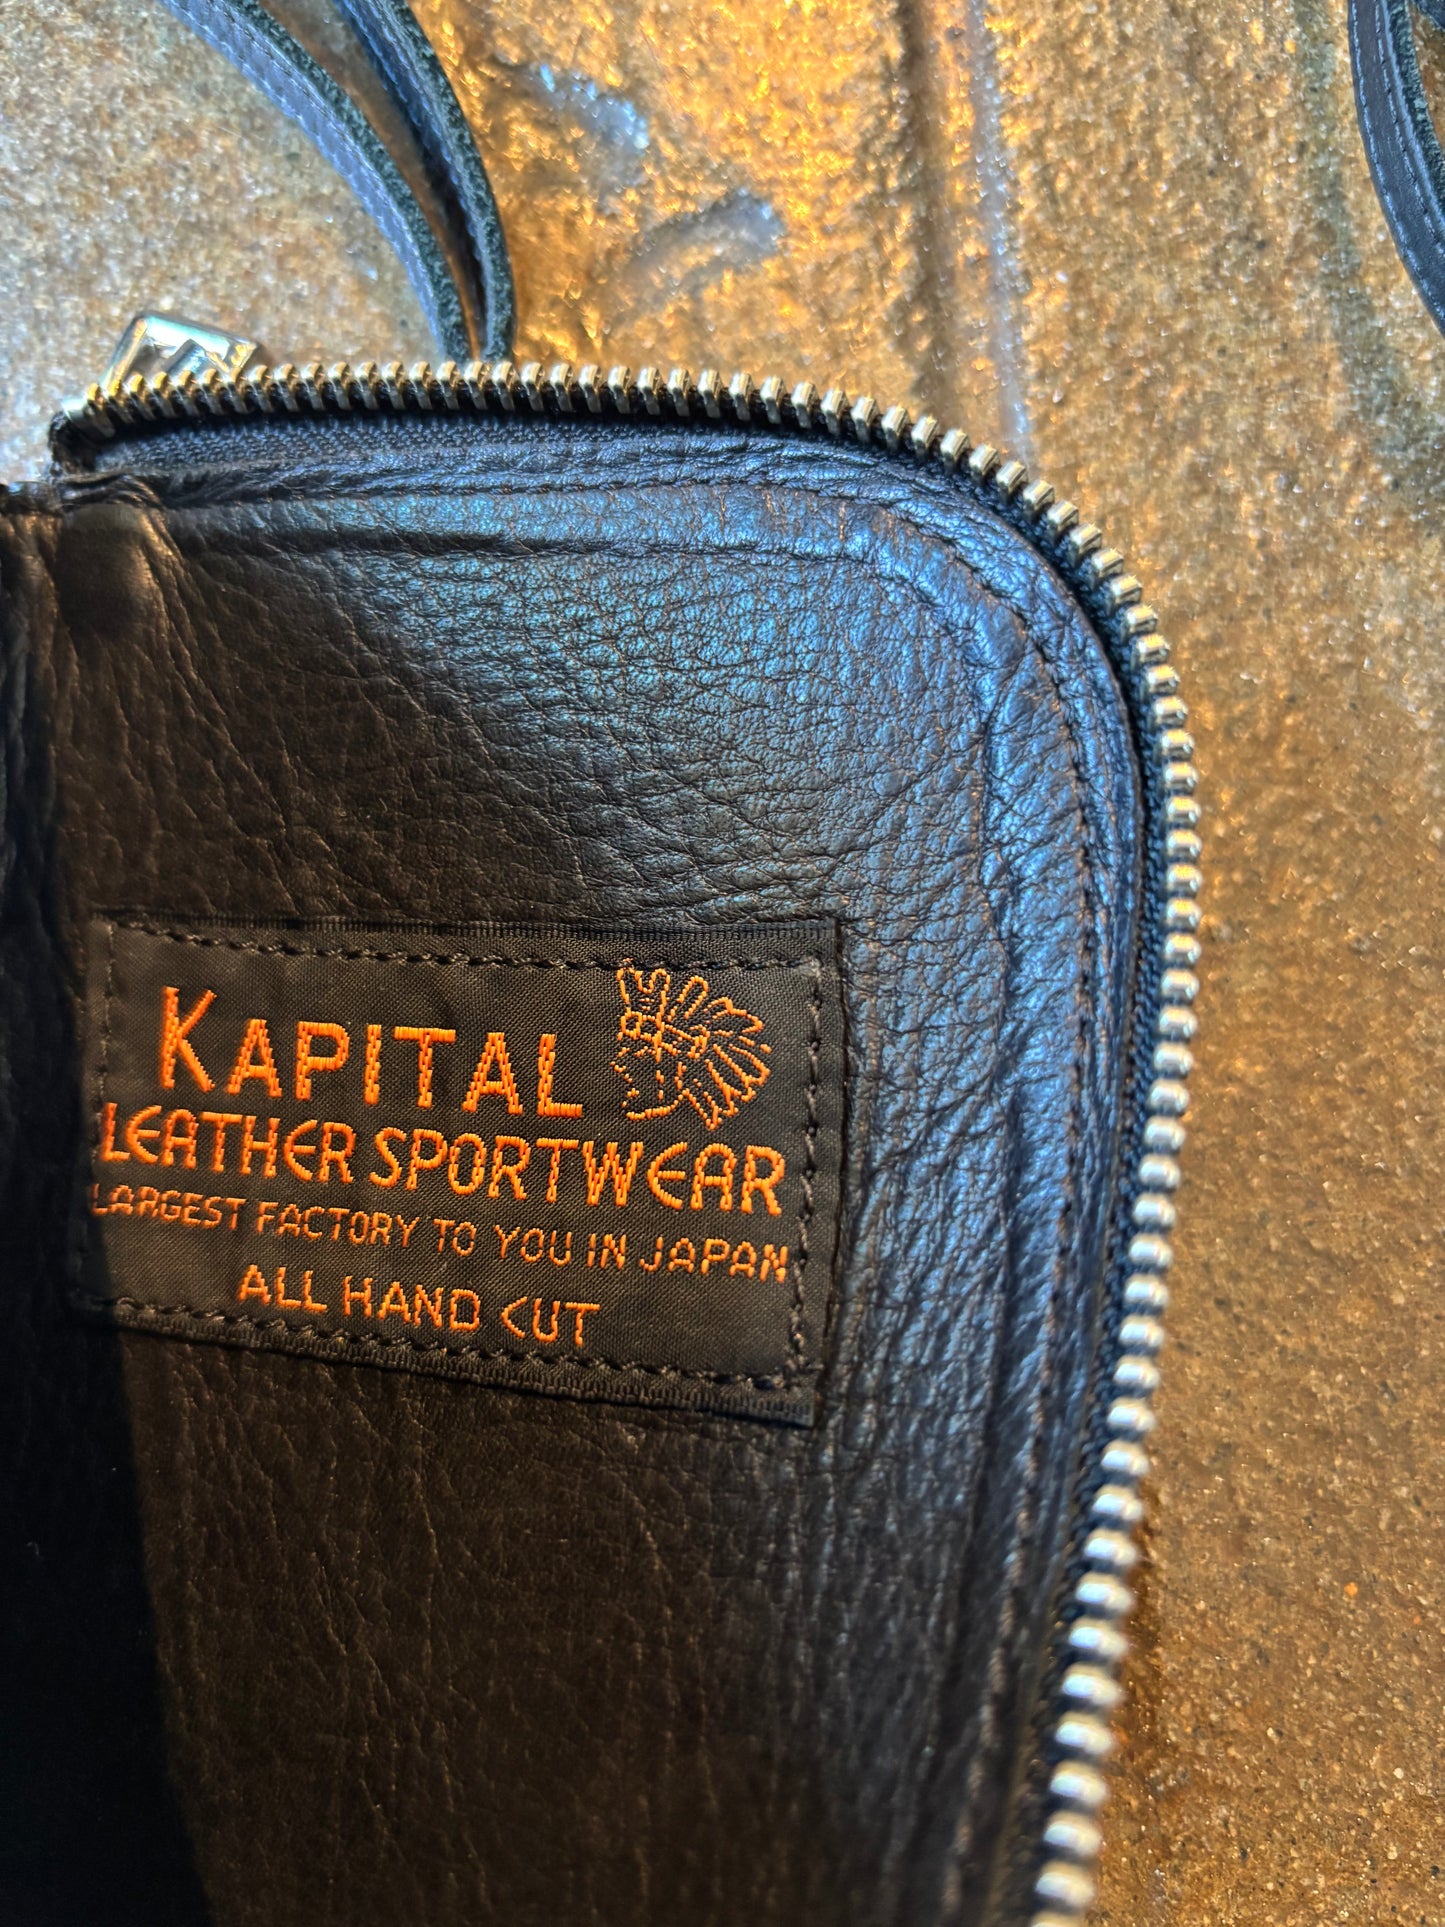 KAPITAL
LEATHER SPORTWEAR
LARGEST FACTORY TO YOU IN JAPAN
ALL HAND CUT